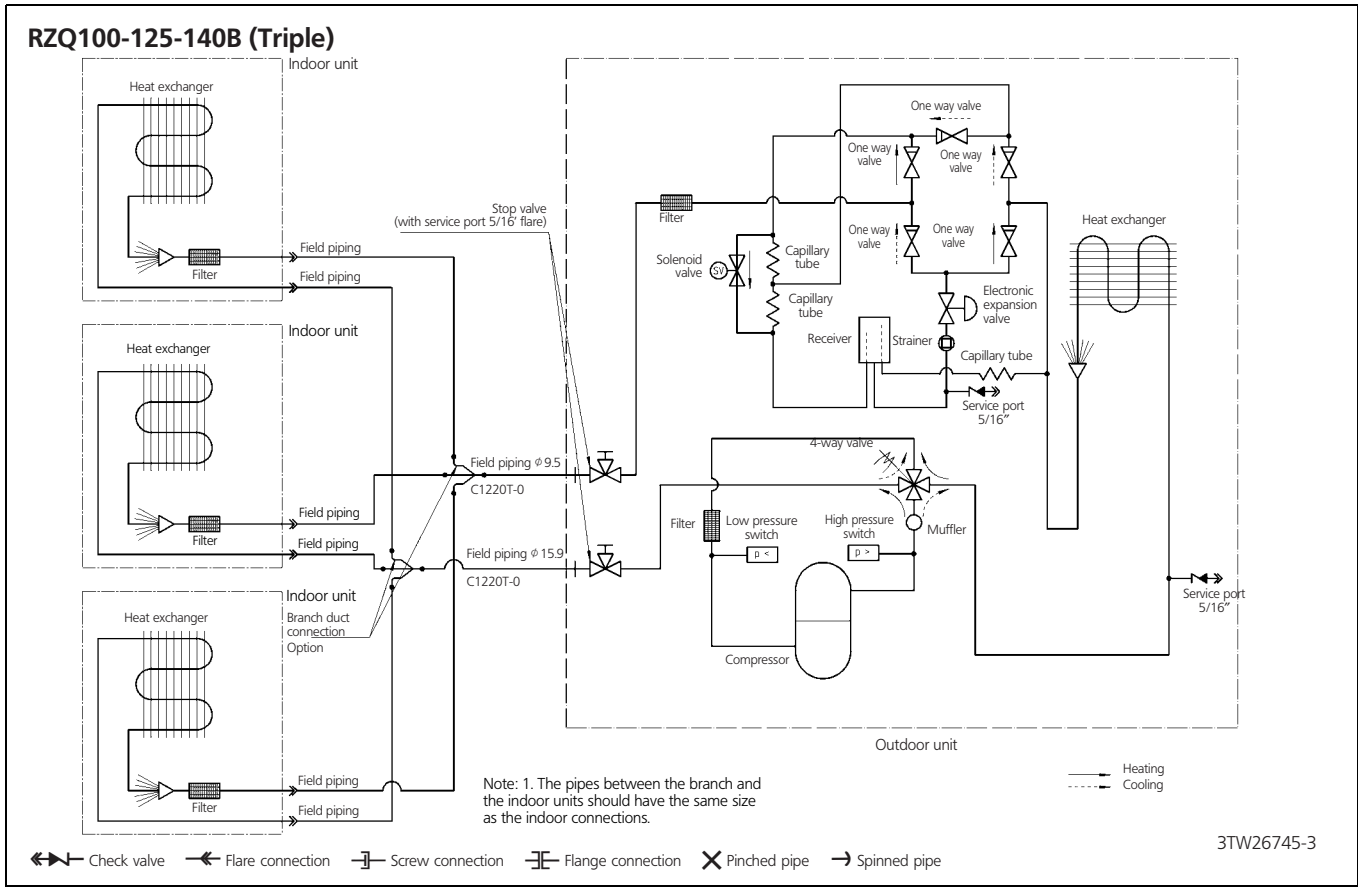 RZQ100-125-140B (Triple)
Indoor unit
Heat exchanger
Filter
Field piping
Field piping
Indoor unit
Heat exchanger
Filter
Field piping
Field piping
Indoor unit
Heat exchanger
Filter
Field piping
Field piping
Branch duct
connection
Option
Stop valve
(with service port 5/16' flare)
Field piping ϕ 9.5
C1220T-0
Field piping ϕ 15.9
C1220T-0
One way valve
One way
valve
One way
valve
One way
valve
One way
valve
Filter
Solenoid
valve
SV
Capillary
tube
Capillary
tube
Electronic
expansion
valve
Receiver
Strainer
Capillary tube
Service port
5/16″
Heat exchanger
4-way valve
Filter
Low pressure
switch
p <
High pressure
switch
p >
Muffler
Compressor
Service port
5/16″
Outdoor unit
Heating
Cooling
Note: 1. The pipes between the branch and
the indoor units should have the same size
as the indoor connections.
3TW26745-3
Check valve
Flare connection
Screw connection
Flange connection
Pinched pipe
Spinned pipe